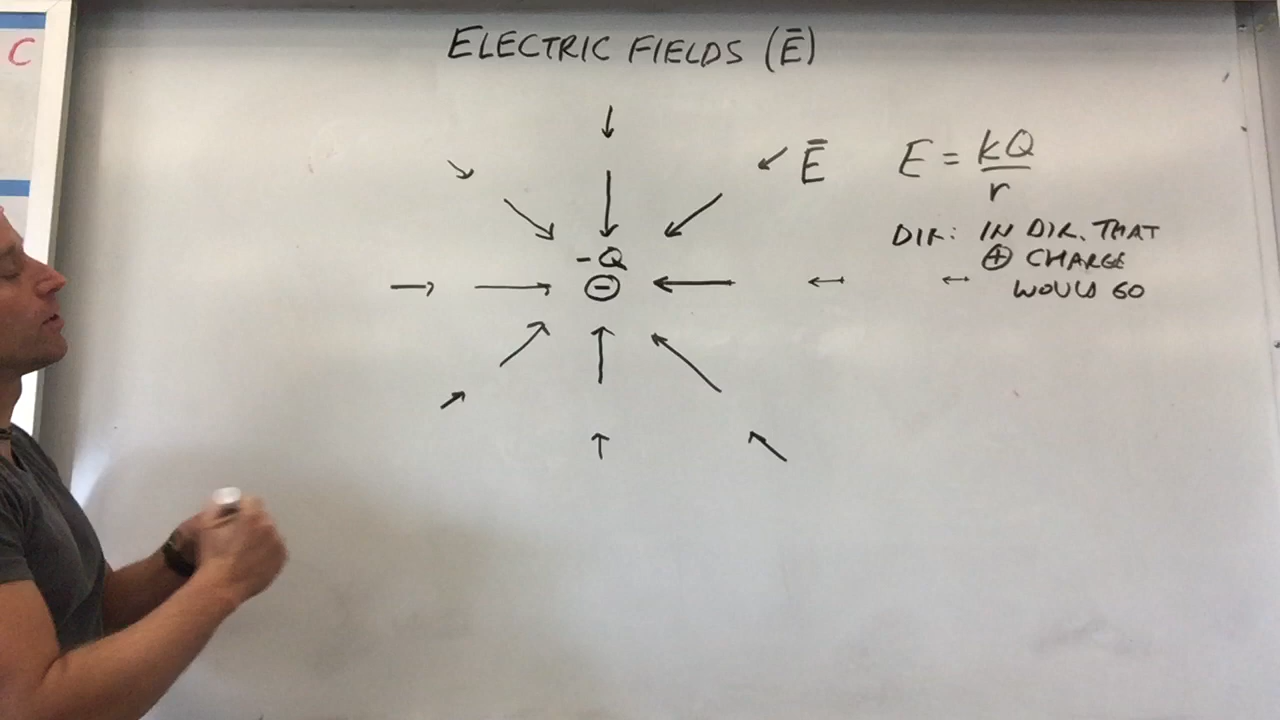 C
ELECTRIC FIELDS (Ē)
Ē
E = kQ/r
-Q
⊖
DIR: IN DIR. THAT
⊕ CHARGE
WOULD GO